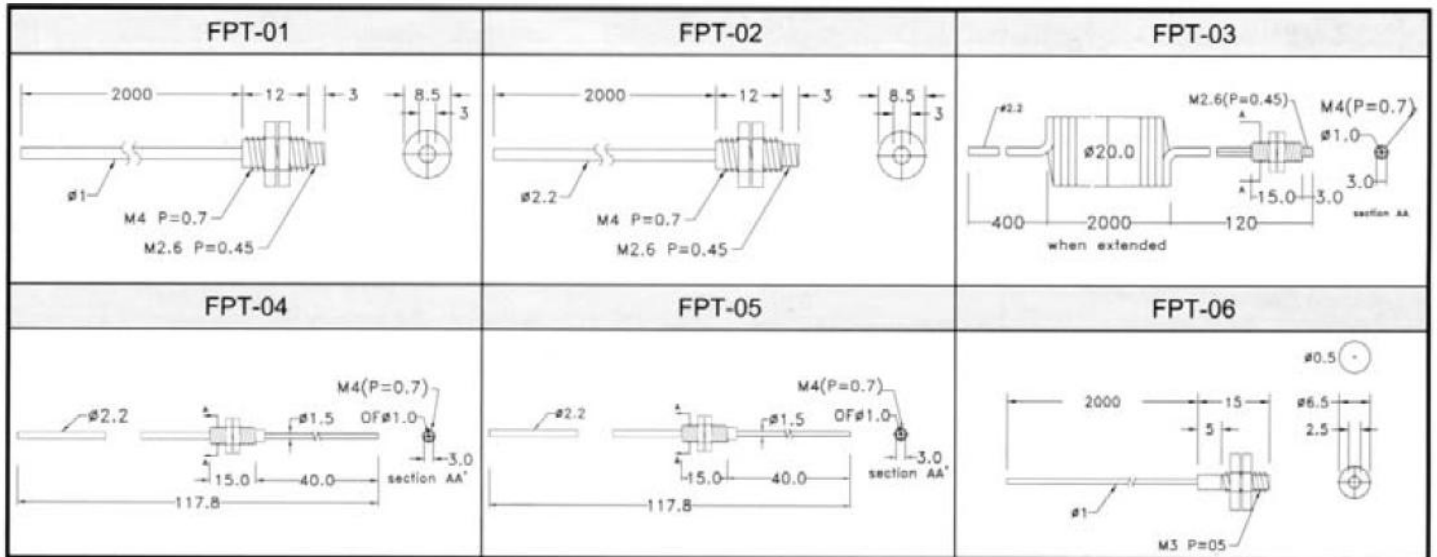 FPT-01
FPT-02
FPT-03
2000
12
3
8.5
3
ø1
M4 P=0.7
M2.6 P=0.45
2000
12
3
8.5
3
ø2.2
M4 P=0.7
M2.6 P=0.45
ø2.2
M2.6(P=0.45)
M4(P=0.7)
A
ø1.0
ø20.0
3.0
A
15.0
3.0
section AA
400
2000
120
when extended
FPT-04
FPT-05
FPT-06
M4(P=0.7)
ø2.2
A
ø1.5
OFø1.0
A
3.0
15.0
40.0
section AA'
117.8
M4(P=0.7)
ø2.2
A
ø1.5
OFø1.0
A
3.0
15.0
40.0
section AA'
117.8
ø0.5
2000
15
ø6.5
5
2.5
ø1
M3 P=05